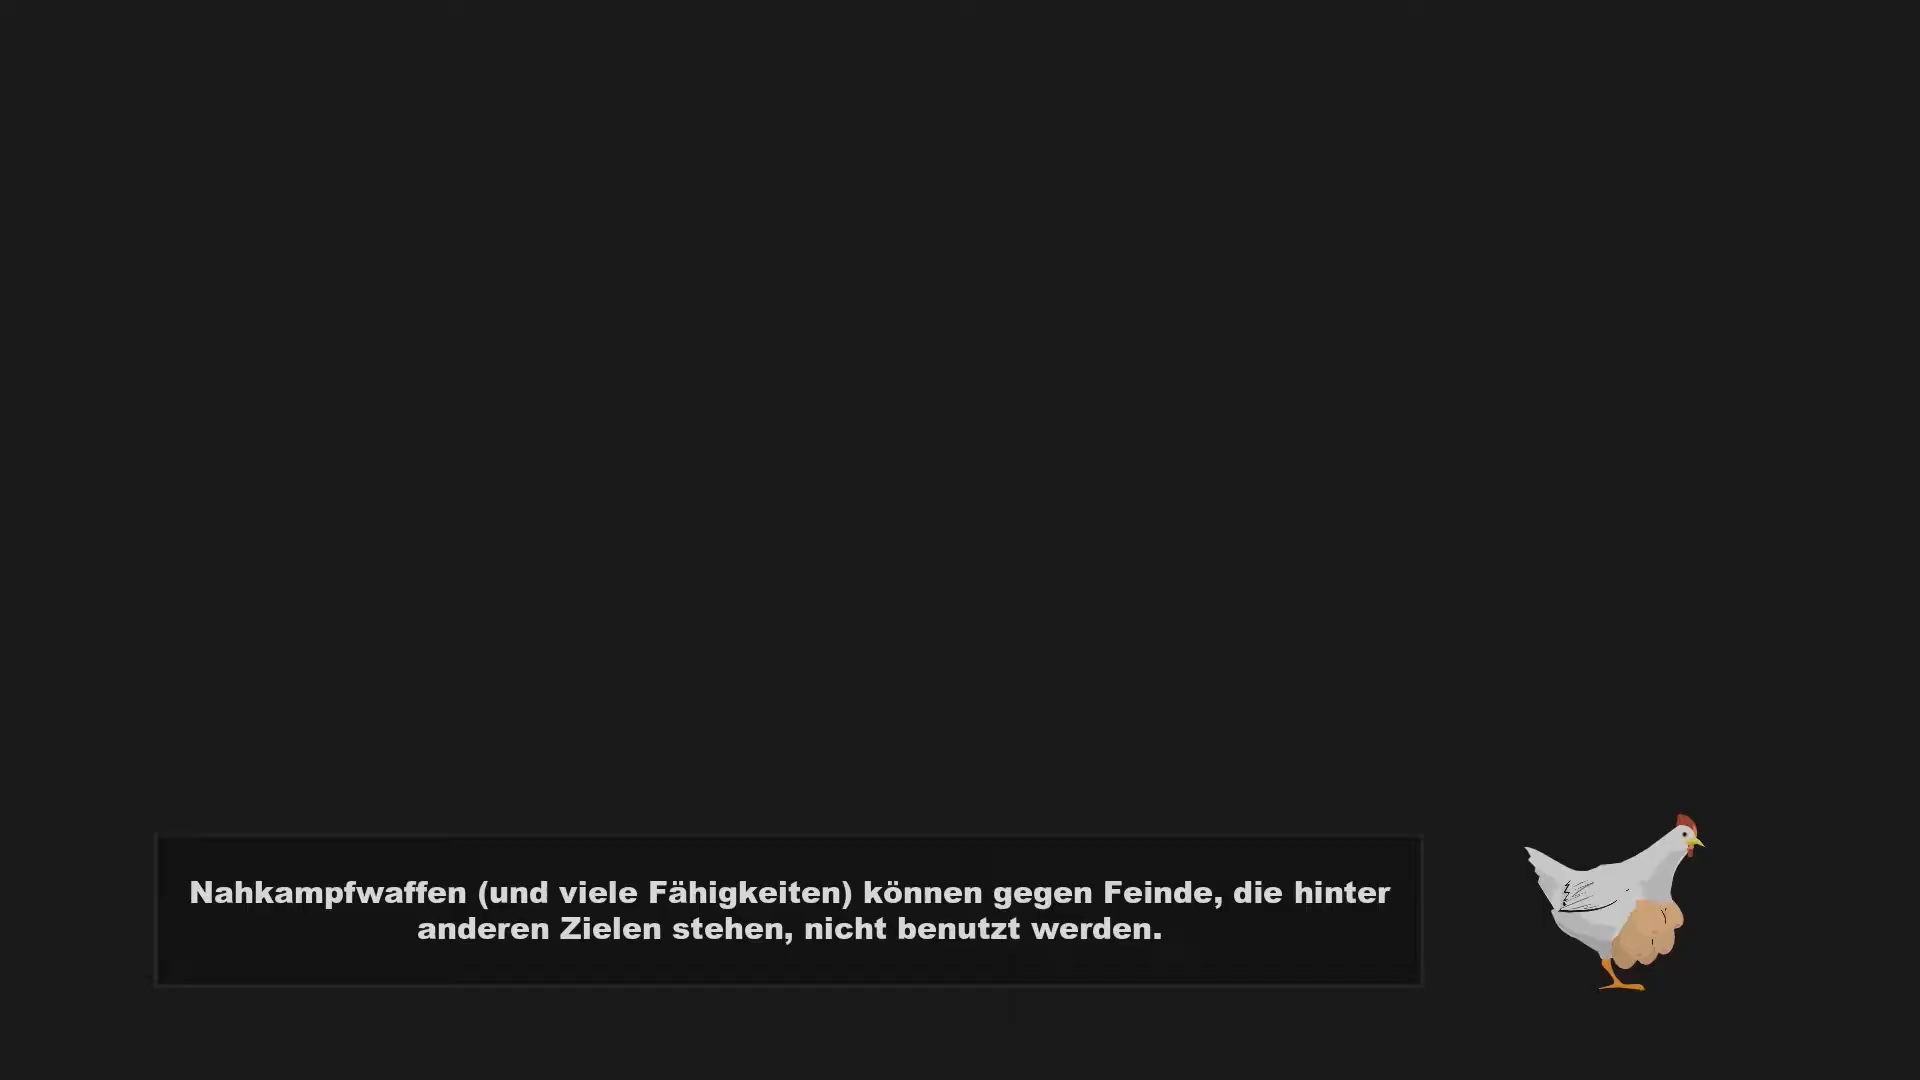 Nahkampfwaffen (und viele Fähigkeiten) können gegen Feinde, die hinter
anderen Zielen stehen, nicht benutzt werden.